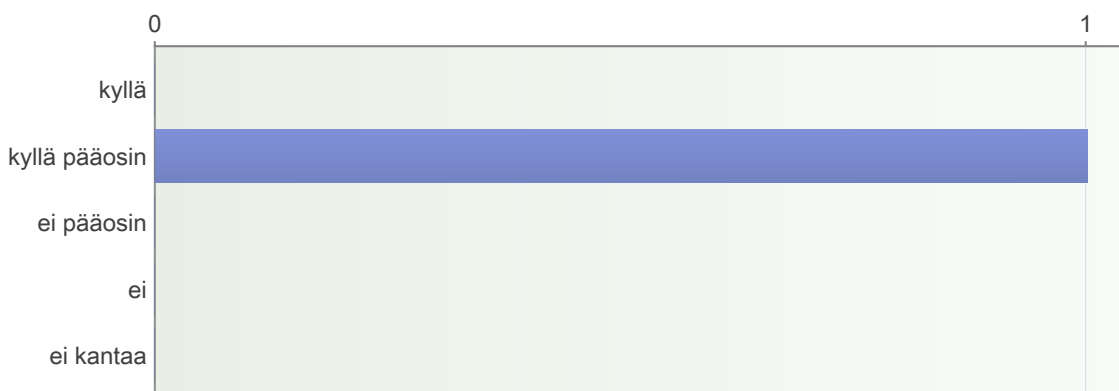 0 1
kyllä
kyllä pääosin
ei pääosin
ei
ei kantaa